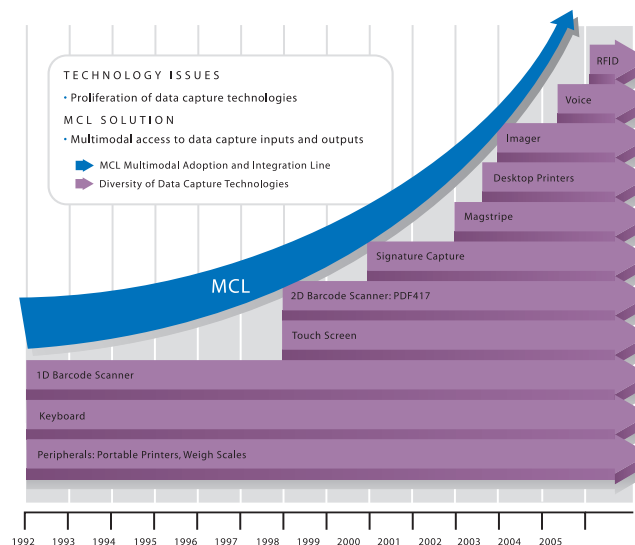 TECHNOLOGY ISSUES
• Proliferation of data capture technologies
MCL SOLUTION
• Multimodal access to data capture inputs and outputs
MCL Multimodal Adoption and Integration Line
Diversity of Data Capture Technologies
RFID
Voice
Imager
Desktop Printers
Magstripe
Signature Capture
MCL
2D Barcode Scanner: PDF417
Touch Screen
1D Barcode Scanner
Keyboard
Peripherals: Portable Printers, Weigh Scales
1992 1993 1994 1995 1996 1997 1998 1999 2000 2001 2002 2003 2004 2005